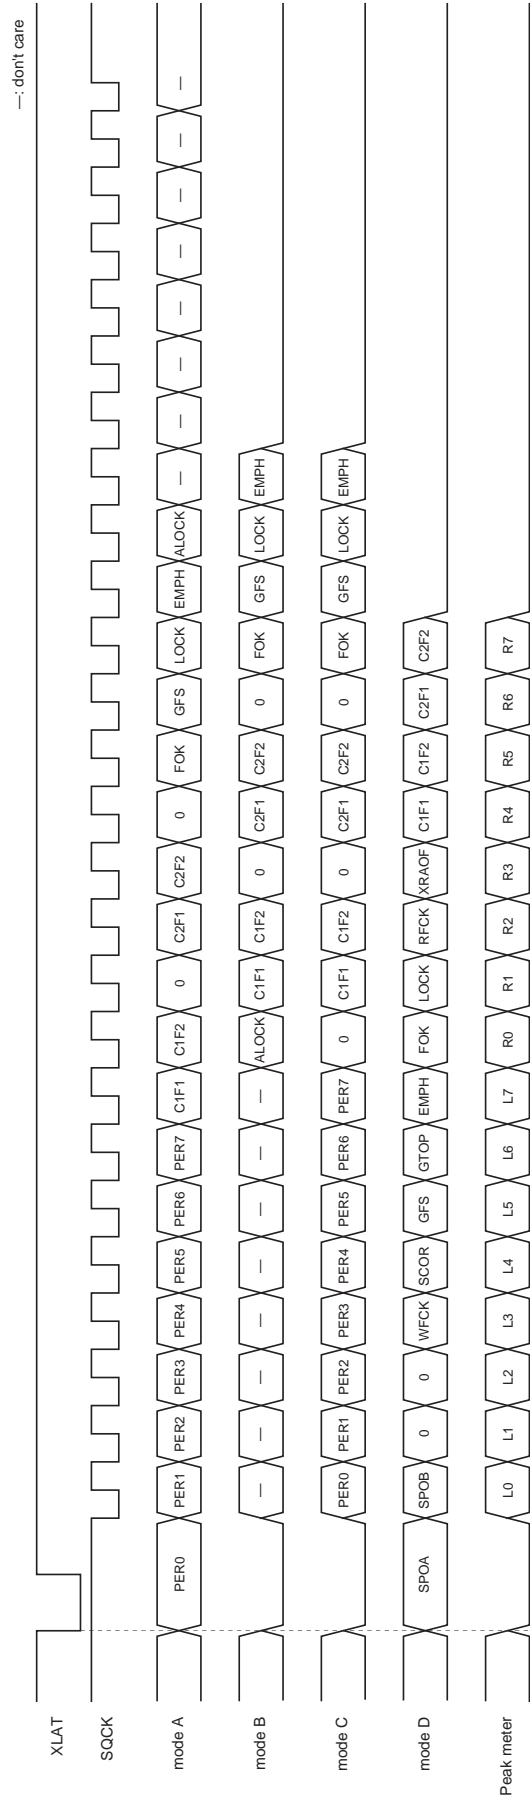 —: don't care
XLAT
SQCK
mode A PER0 PER1 PER2 PER3 PER4 PER5 PER6 PER7 C1F1 C1F2 0 C2F1 C2F2 0 FOK GFS LOCK EMPH ALOCK — — — — — — — —
mode B — — — — — — — — ALOCK C1F1 C1F2 0 C2F1 C2F2 0 FOK GFS LOCK EMPH
mode C PER0 PER1 PER2 PER3 PER4 PER5 PER6 PER7 0 C1F1 C1F2 0 C2F1 C2F2 0 FOK GFS LOCK EMPH
mode D SPOA SPOB 0 0 WFCK SCOR GFS GTOP EMPH FOK LOCK RFCK XRAOF C1F1 C1F2 C2F1 C2F2
Peak meter L0 L1 L2 L3 L4 L5 L6 L7 R0 R1 R2 R3 R4 R5 R6 R7